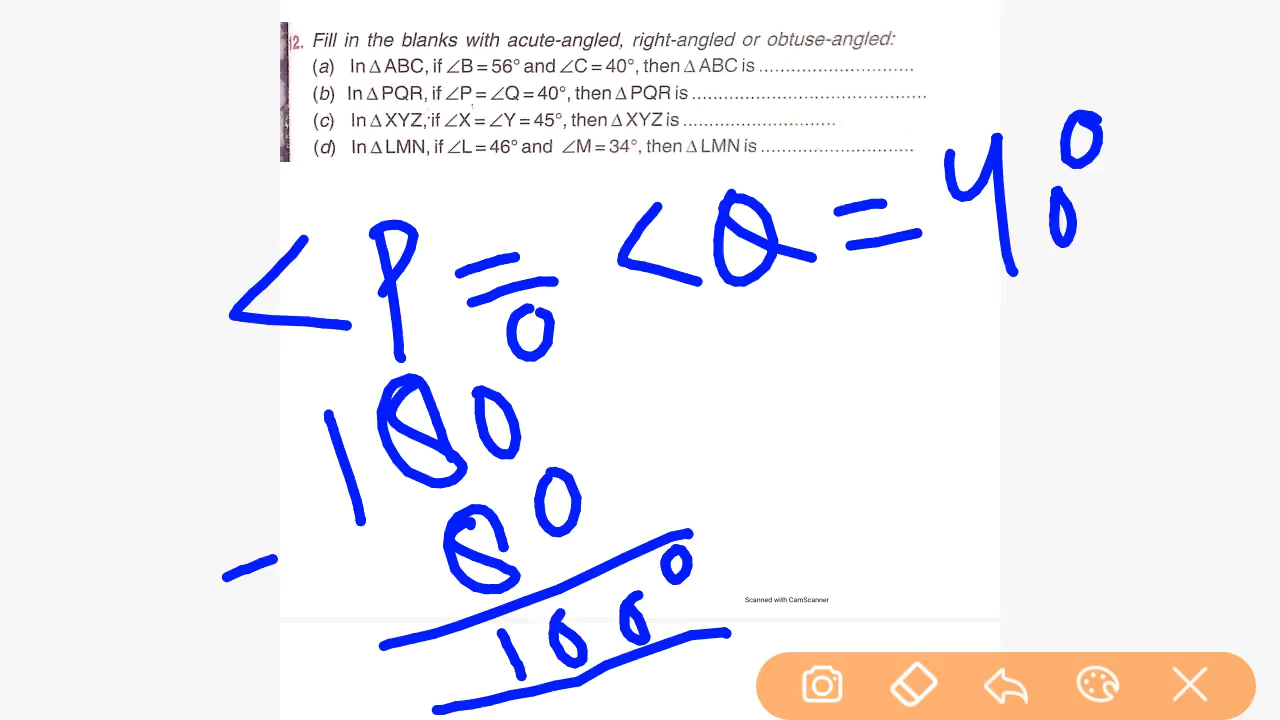 12. Fill in the blanks with acute-angled, right-angled or obtuse-angled:
(a) In Δ ABC, if ∠B = 56° and ∠C = 40°, then Δ ABC is .............................
(b) In Δ PQR, if ∠P = ∠Q = 40°, then Δ PQR is ............................................
(c) In Δ XYZ, if ∠X = ∠Y = 45°, then Δ XYZ is .............................
(d) In Δ LMN, if ∠L = 46° and ∠M = 34°, then Δ LMN is .............................
<P = <Q = 40°
180°
- 80
100°
Scanned with CamScanner